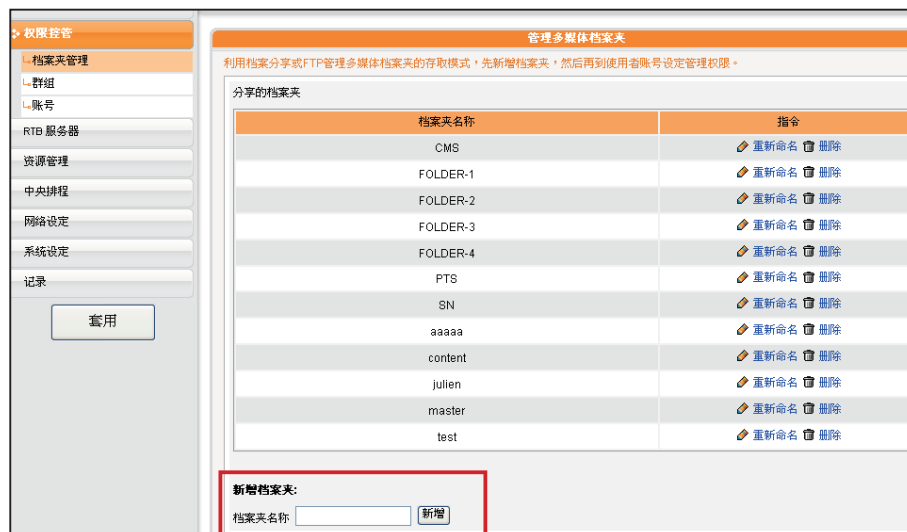 权限控管
档案夹管理
群组
账号
RTB 服务器
资源管理
中央排程
网络设定
系统设定
记录
套用
管理多媒体档案夹
利用档案分享或FTP管理多媒体档案夹的存取模式，先新增档案夹，然后再到使用者账号设定管理权限。
分享的档案夹
档案夹名称 指令
CMS 重新命名 删除
FOLDER-1 重新命名 删除
FOLDER-2 重新命名 删除
FOLDER-3 重新命名 删除
FOLDER-4 重新命名 删除
PTS 重新命名 删除
SN 重新命名 删除
aaaaa 重新命名 删除
content 重新命名 删除
julien 重新命名 删除
master 重新命名 删除
test 重新命名 删除
新增档案夹:
档案夹名称 新增